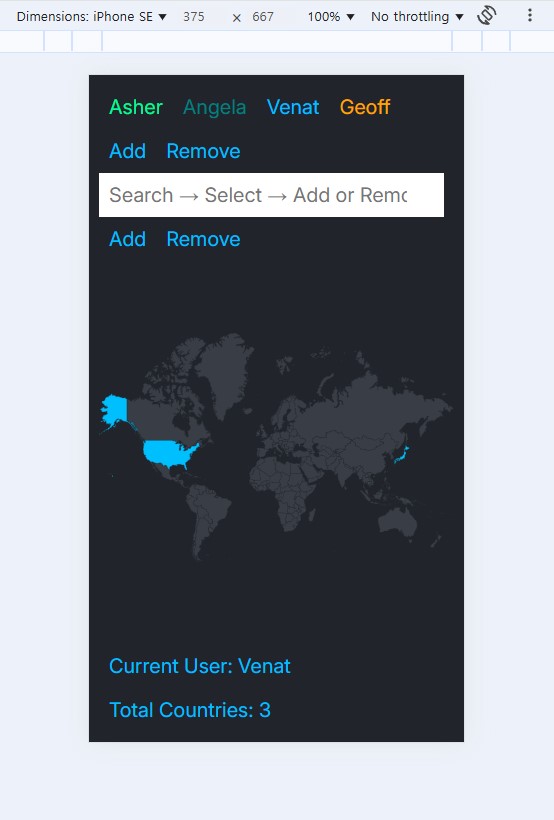 Dimensions: iPhone SE ▼ 375 × 667 100% ▼ No throttling ▼
Asher Angela Venat Geoff
Add Remove
Search → Select → Add or Remo
Add Remove
Current User: Venat
Total Countries: 3